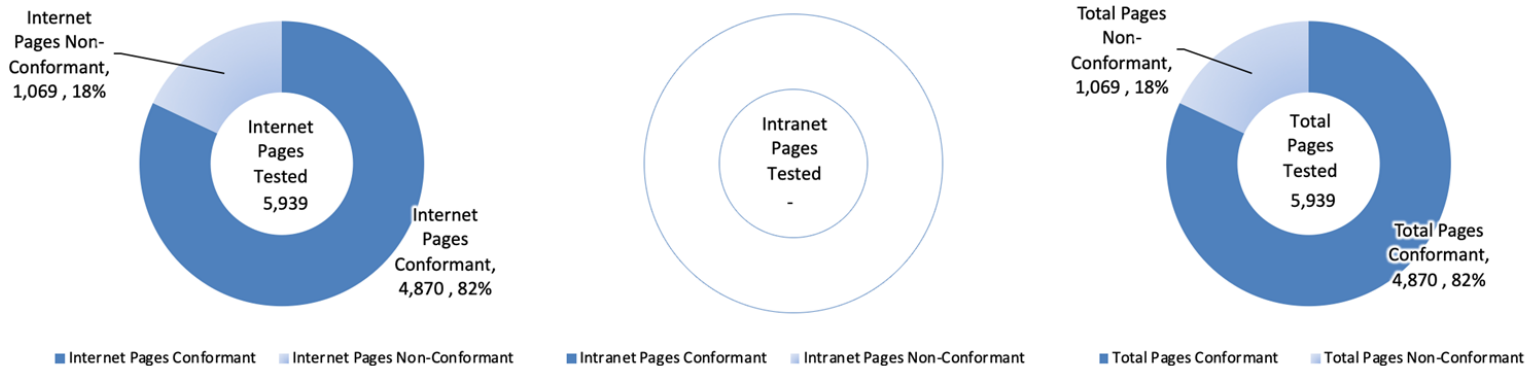 Internet
Pages Non-
Conformant,
1,069 , 18%
Internet
Pages
Tested
5,939
Internet
Pages
Conformant,
4,870 , 82%
Internet Pages Conformant
Internet Pages Non-Conformant
Intranet
Pages
Tested
-
Intranet Pages Conformant
Intranet Pages Non-Conformant
Total Pages
Non-
Conformant,
1,069 , 18%
Total
Pages
Tested
5,939
Total Pages
Conformant,
4,870 , 82%
Total Pages Conformant
Total Pages Non-Conformant